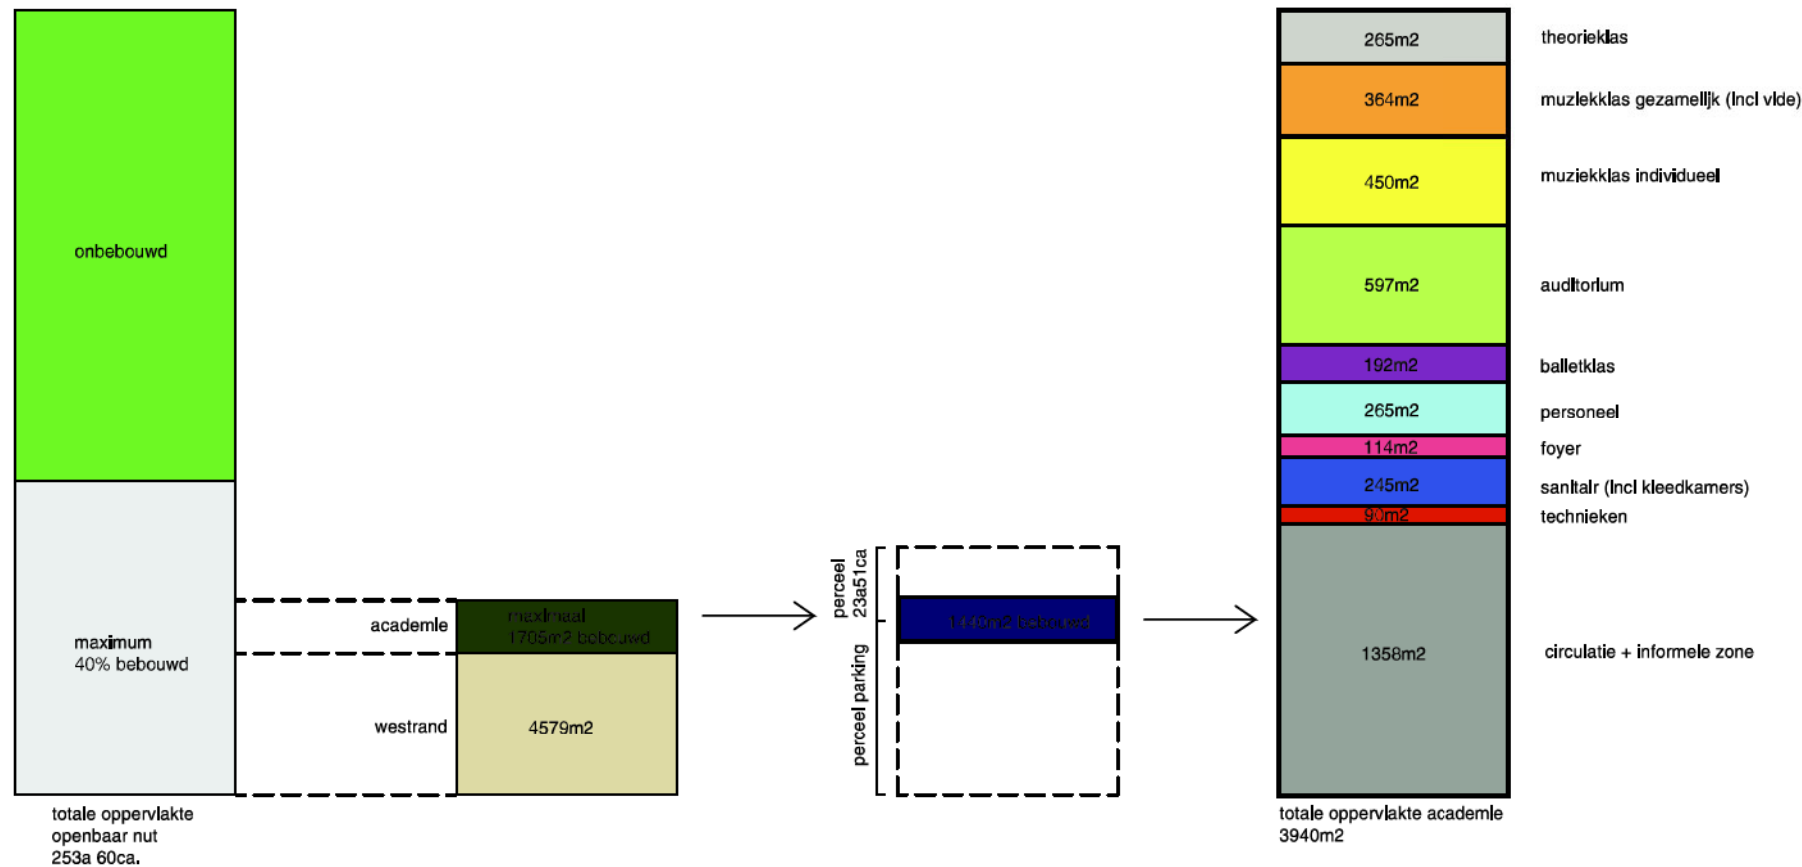 onbebouwd
maximum
40% bebouwd
totale oppervlakte
openbaar nut
253a 60ca.
academie
westrand
maximaal
1705m2 bebouwd
4579m2
perceel
23a51ca
perceel parking
1440m2 bebouwd
265m2 theorieklas
364m2 muziekklas gezamelijk (incl vide)
450m2 muziekklas individueel
597m2 auditorium
192m2 balletklas
265m2 personeel
114m2 foyer
245m2 sanitair (incl kleedkamers)
90m2 technieken
1358m2 circulatie + informele zone
totale oppervlakte academie
3940m2